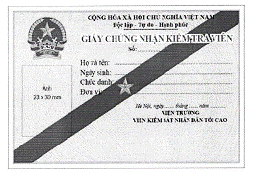 CỘNG HÒA XÃ HỘI CHỦ NGHĨA VIỆT NAM
Độc lập - Tự do - Hạnh phúc
GIẤY CHỨNG NHẬN KIỂM TRA VIÊN
Số:
Họ và tên:
Ngày sinh:
Chức danh:
Đơn vị:
Ảnh
23 x 30 mm
Hà Nội, ngày ...... tháng ...... năm
VIỆN TRƯỞNG
VIỆN KIỂM SÁT NHÂN DÂN TỐI CAO